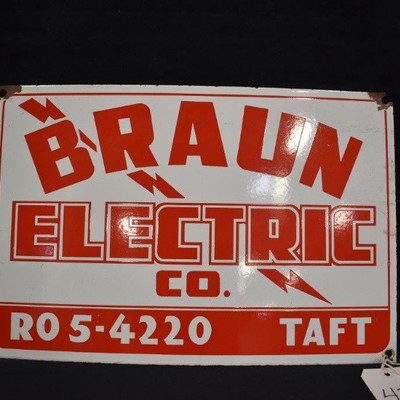 BRAUN
ELECTRIC
CO.
RO 5-4220 TAFT